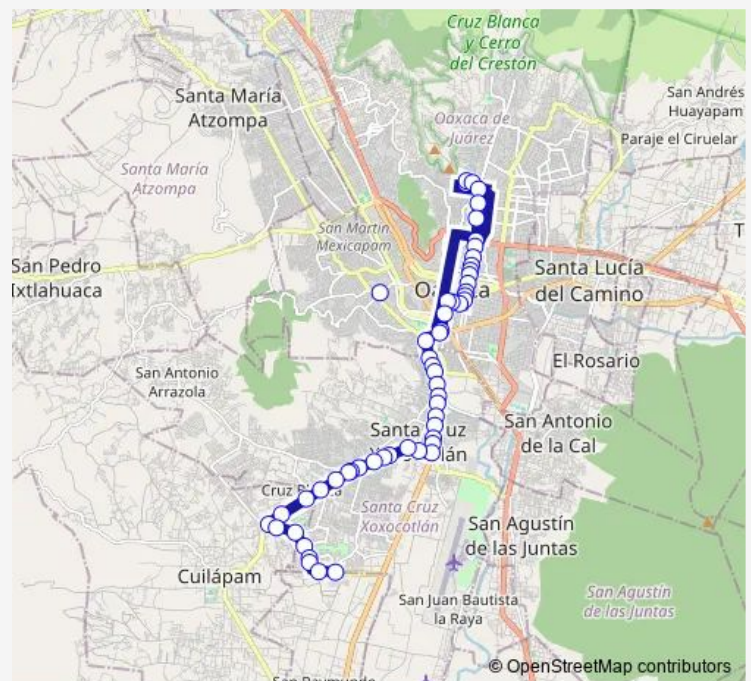 Cruz Blanca
y Cerro
del Crestón
Santa María
Atzompa
San Andrés
Huayapam
Oaxaca de
Juárez
Paraje el Ciruelar
Santa María
Atzompa
San Martín
Mexicapam
T
San Pedro
Ixtlahuaca
Santa Lucía
del Camino
El Rosario
San Antonio
Arrazola
San Antonio
de la Cal
Santa Cruz
Cruz
Santa Cruz
Xoxocotlán
San Agustín
de las Juntas
Cuilápam
San Juan Bautista
la Raya
San Agustín
de las Juntas
© OpenStreetMap contributors